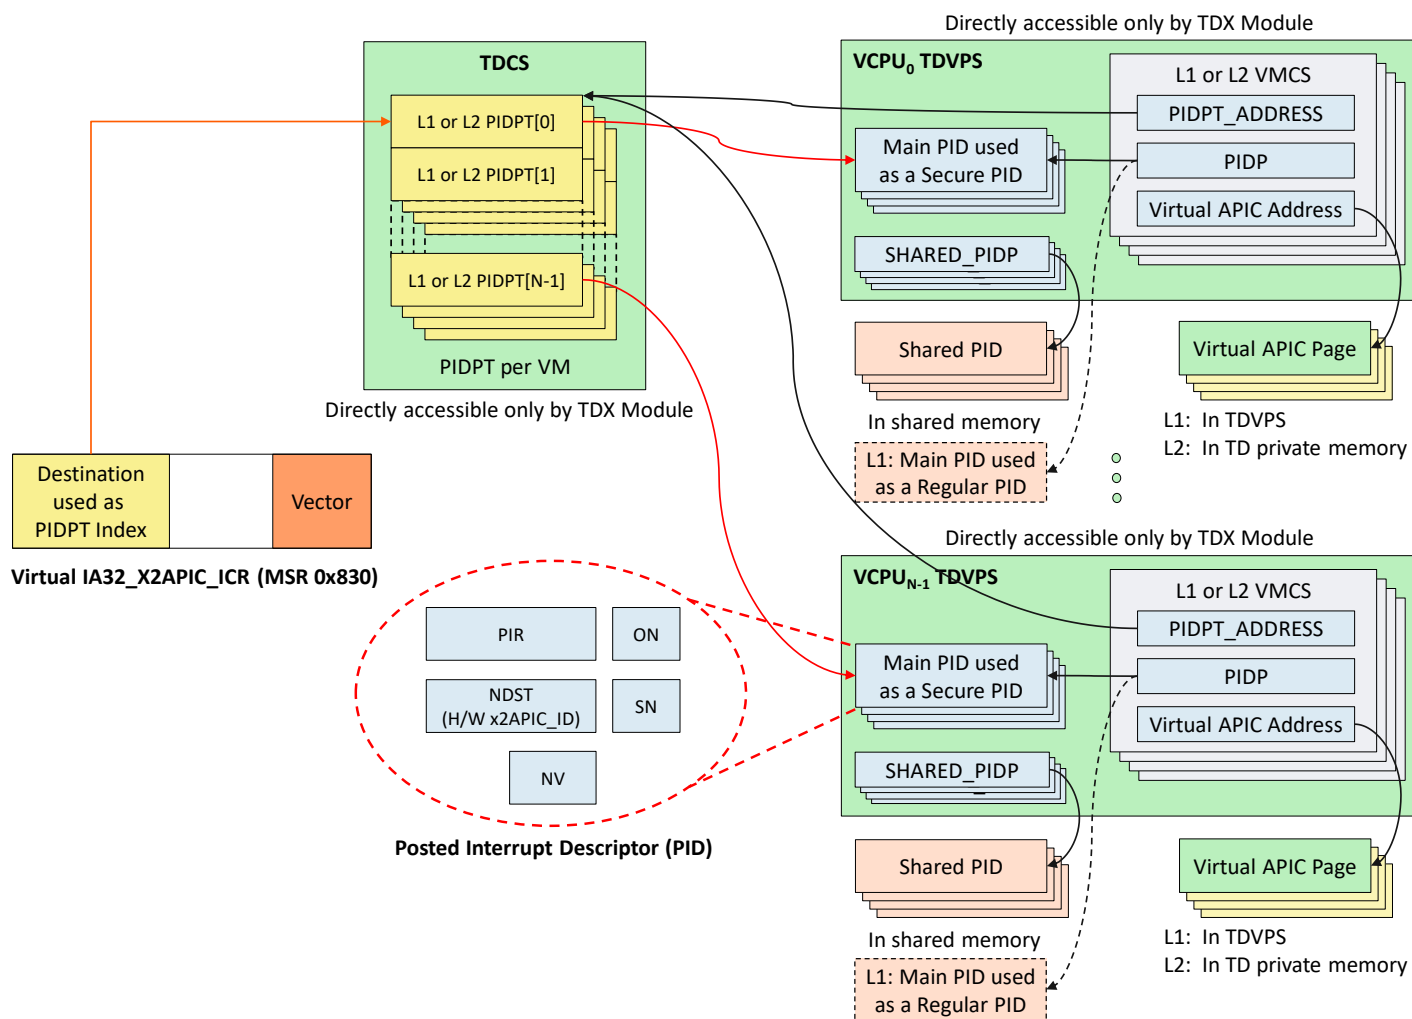 Directly accessible only by TDX Module
TDCS
L1 or L2 PIDPT[0]
L1 or L2 PIDPT[1]
L1 or L2 PIDPT[N-1]
PIDPT per VM
Directly accessible only by TDX Module
VCPU0 TDVPS
L1 or L2 VMCS
PIDPT_ADDRESS
PIDP
Virtual APIC Address
Main PID used
as a Secure PID
SHARED_PIDP
Shared PID
In shared memory
L1: Main PID used
as a Regular PID
Virtual APIC Page
L1: In TDVPS
L2: In TD private memory
Destination
used as
PIDPT Index
Vector
Virtual IA32_X2APIC_ICR (MSR 0x830)
PIR
ON
NDST
(H/W x2APIC_ID)
SN
NV
Posted Interrupt Descriptor (PID)
Directly accessible only by TDX Module
VCPUN-1 TDVPS
L1 or L2 VMCS
PIDPT_ADDRESS
PIDP
Virtual APIC Address
Main PID used
as a Secure PID
SHARED_PIDP
Shared PID
In shared memory
L1: Main PID used
as a Regular PID
Virtual APIC Page
L1: In TDVPS
L2: In TD private memory